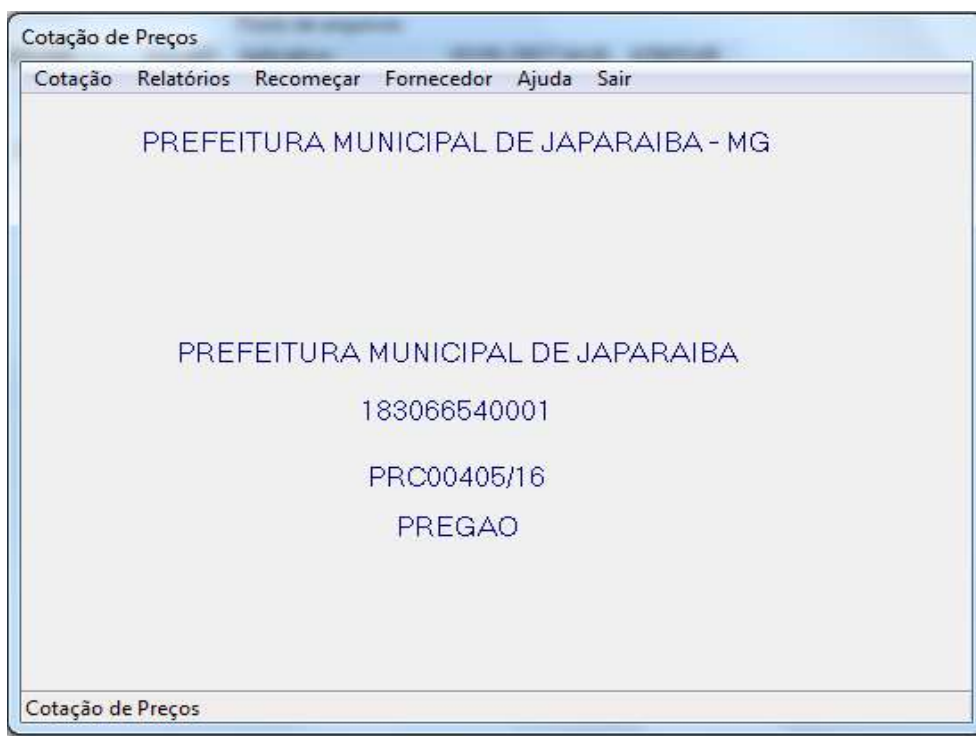 Cotação de Preços
Cotação Relatórios Recomeçar Fornecedor Ajuda Sair
PREFEITURA MUNICIPAL DE JAPARAIBA - MG
PREFEITURA MUNICIPAL DE JAPARAIBA
183066540001
PRC00405/16
PREGAO
Cotação de Preços